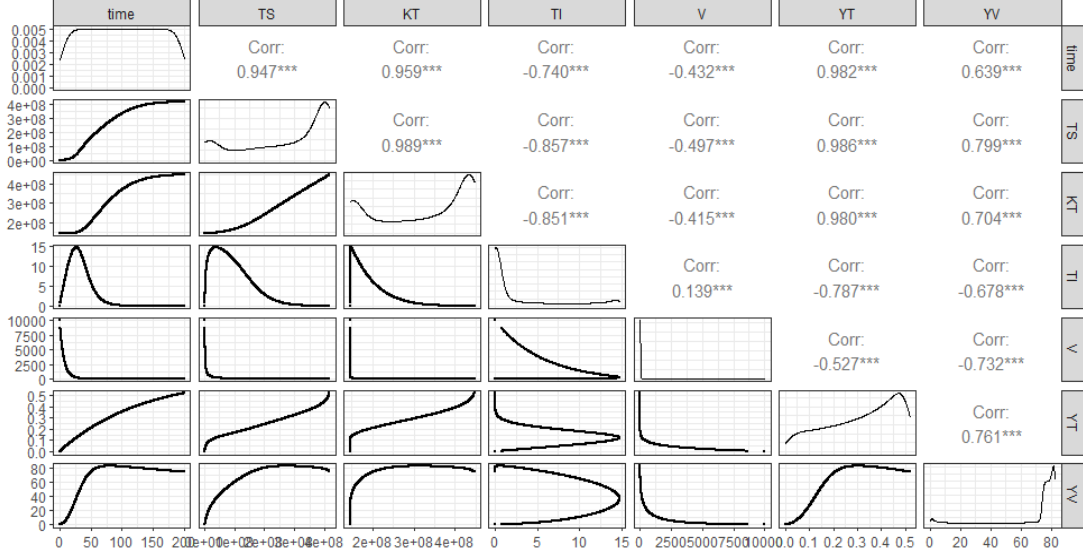 time TS KT TI V YT YV
0.005
0.004
0.003
0.002
0.001
0.000
Corr: Corr: Corr: Corr: Corr: Corr:
0.947*** 0.959*** -0.740*** -0.432*** 0.982*** 0.639***
time
4e+08
3e+08
2e+08
1e+08
0e+00
Corr: Corr: Corr: Corr: Corr:
0.989*** -0.857*** -0.497*** 0.986*** 0.799***
TS
4e+08
3e+08
2e+08
Corr: Corr: Corr: Corr:
-0.851*** -0.415*** 0.980*** 0.704***
KT
15
10
5
0
Corr: Corr: Corr:
0.139*** -0.787*** -0.678***
TI
10000
7500
5000
2500
0
Corr: Corr:
-0.527*** -0.732***
V
0.5
0.4
0.3
0.2
0.1
0.0
Corr:
0.761***
YT
80
60
40
20
0
YV
0 50 100 150 200 0e+00 1e+08 2e+08 3e+08 4e+08 2e+08 3e+08 4e+08 0 5 10 15 0 2500 5000 7500 10000 0.0 0.1 0.2 0.3 0.4 0.5 0 20 40 60 80